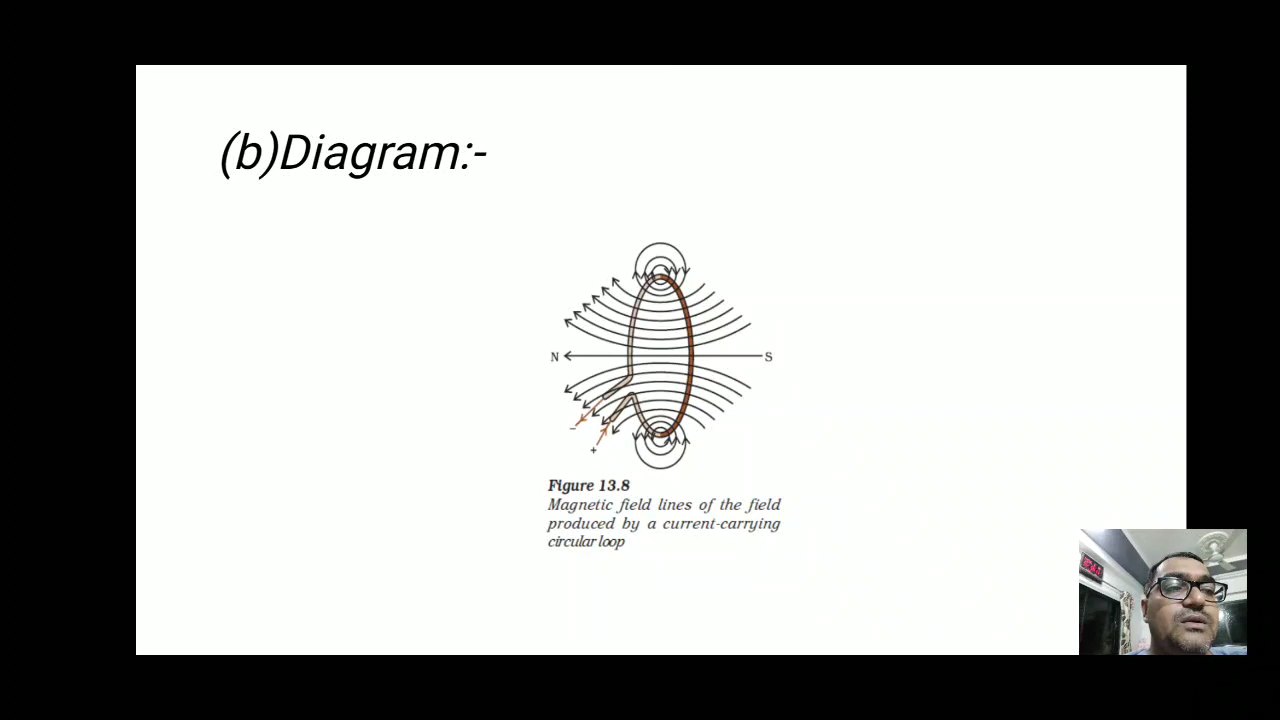 (b)Diagram:-
N
S
−
+
Figure 13.8
Magnetic field lines of the field
produced by a current-carrying
circular loop